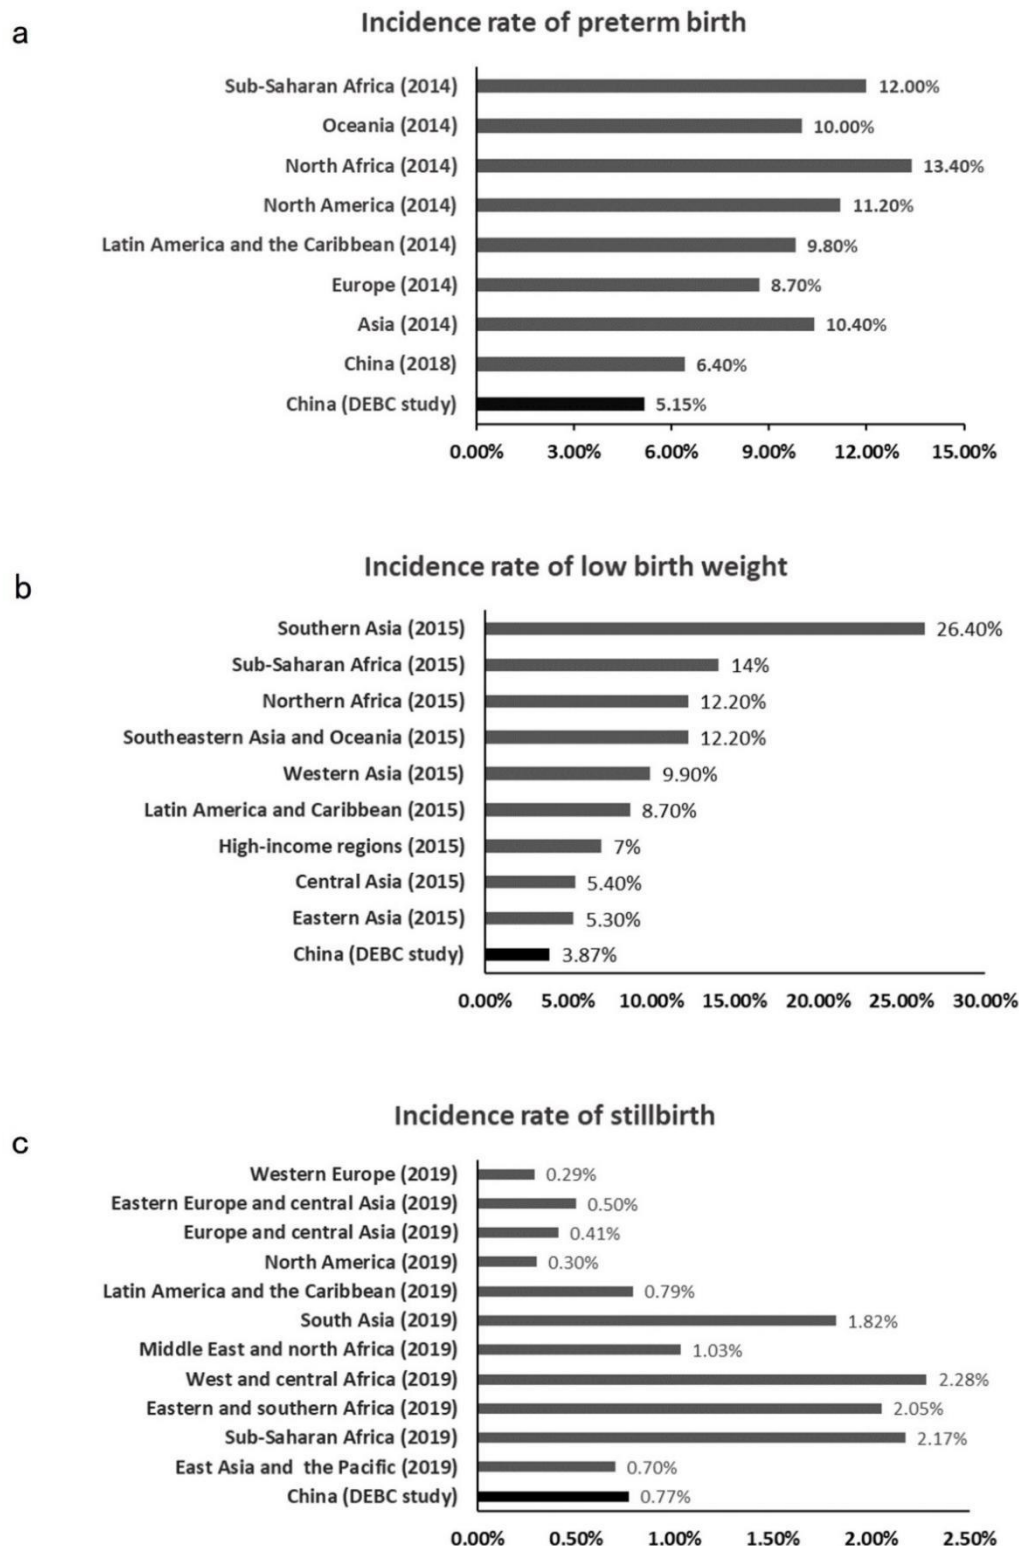 a
Incidence rate of preterm birth
Sub-Saharan Africa (2014) 12.00%
Oceania (2014) 10.00%
North Africa (2014) 13.40%
North America (2014) 11.20%
Latin America and the Caribbean (2014) 9.80%
Europe (2014) 8.70%
Asia (2014) 10.40%
China (2018) 6.40%
China (DEBC study) 5.15%
0.00% 3.00% 6.00% 9.00% 12.00% 15.00%
b
Incidence rate of low birth weight
Southern Asia (2015) 26.40%
Sub-Saharan Africa (2015) 14%
Northern Africa (2015) 12.20%
Southeastern Asia and Oceania (2015) 12.20%
Western Asia (2015) 9.90%
Latin America and Caribbean (2015) 8.70%
High-income regions (2015) 7%
Central Asia (2015) 5.40%
Eastern Asia (2015) 5.30%
China (DEBC study) 3.87%
0.00% 5.00% 10.00% 15.00% 20.00% 25.00% 30.00%
c
Incidence rate of stillbirth
Western Europe (2019) 0.29%
Eastern Europe and central Asia (2019) 0.50%
Europe and central Asia (2019) 0.41%
North America (2019) 0.30%
Latin America and the Caribbean (2019) 0.79%
South Asia (2019) 1.82%
Middle East and north Africa (2019) 1.03%
West and central Africa (2019) 2.28%
Eastern and southern Africa (2019) 2.05%
Sub-Saharan Africa (2019) 2.17%
East Asia and the Pacific (2019) 0.70%
China (DEBC study) 0.77%
0.00% 0.50% 1.00% 1.50% 2.00% 2.50%